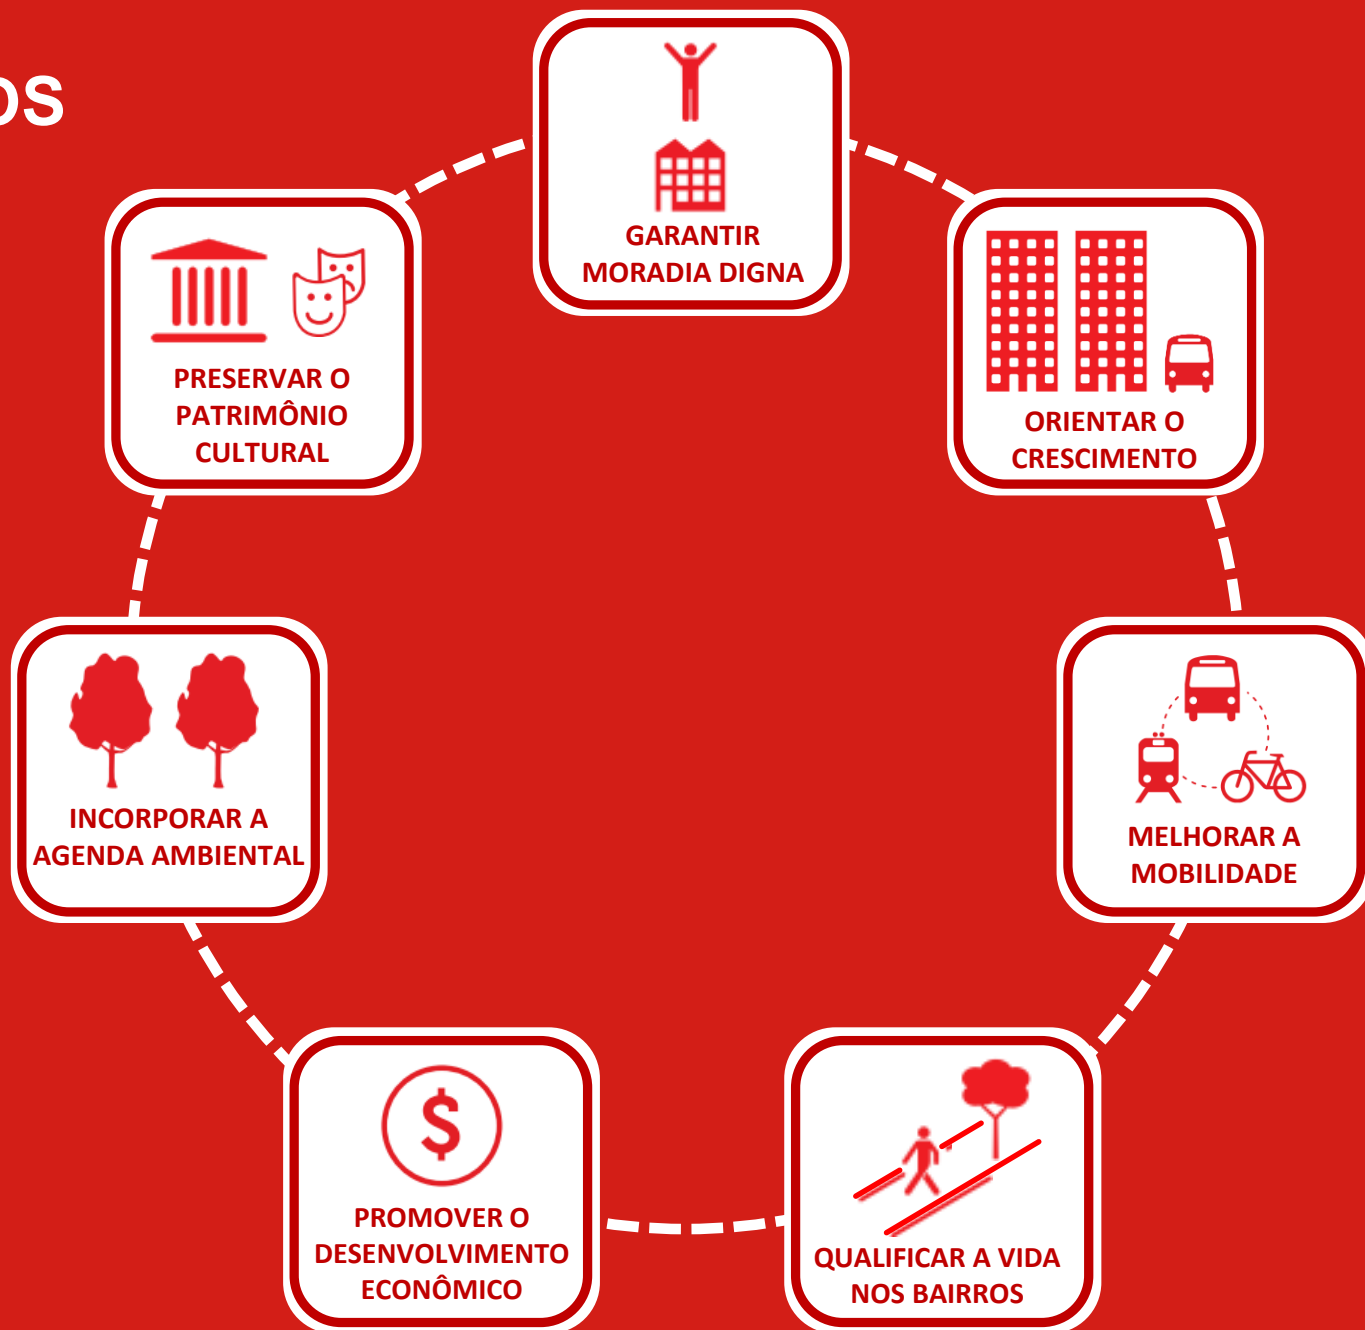 OS
GARANTIR
MORADIA DIGNA
PRESERVAR O
PATRIMÔNIO
CULTURAL
ORIENTAR O
CRESCIMENTO
INCORPORAR A
AGENDA AMBIENTAL
MELHORAR A
MOBILIDADE
$
PROMOVER O
DESENVOLVIMENTO
ECONÔMICO
QUALIFICAR A VIDA
NOS BAIRROS